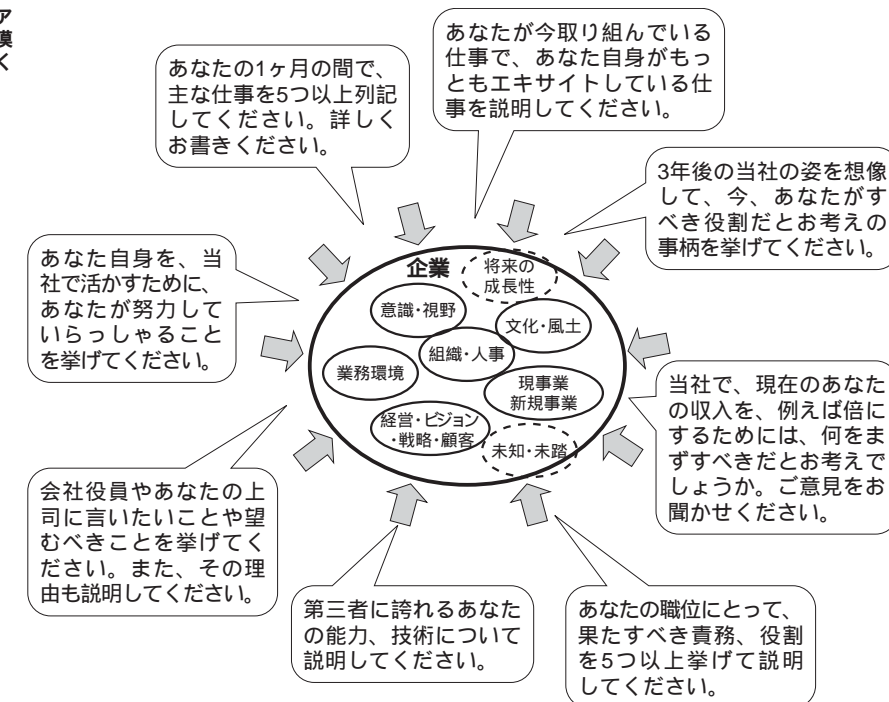 ア
模
く
あなたの1ヶ月の間で、
主な仕事を5つ以上列記
してください。詳しく
お書きください。
あなたが今取り組んでいる
仕事で、あなた自身がもっ
ともエキサイトしている仕
事を説明してください。
3年後の当社の姿を想像
して、今、あなたがす
べき役割だとお考えの
事柄を挙げてください。
あなた自身を、当
社で活かすために、
あなたが努力して
いらっしゃること
を挙げてください。
企業
将来の
成長性
意識・視野
文化・風土
組織・人事
業務環境
現事業
新規事業
経営・ビジョン
・戦略・顧客
未知・未踏
当社で、現在のあなた
の収入を、例えば倍に
するためには、何をま
ずすべきだとお考えで
しょうか。ご意見をお
聞かせください。
会社役員やあなたの上
司に言いたいことや望
むべきことを挙げてく
ださい。また、その理
由も説明してください。
第三者に誇れるあなた
の能力、技術について
説明してください。
あなたの職位にとって、
果たすべき責務、役割
を5つ以上挙げて説明
してください。